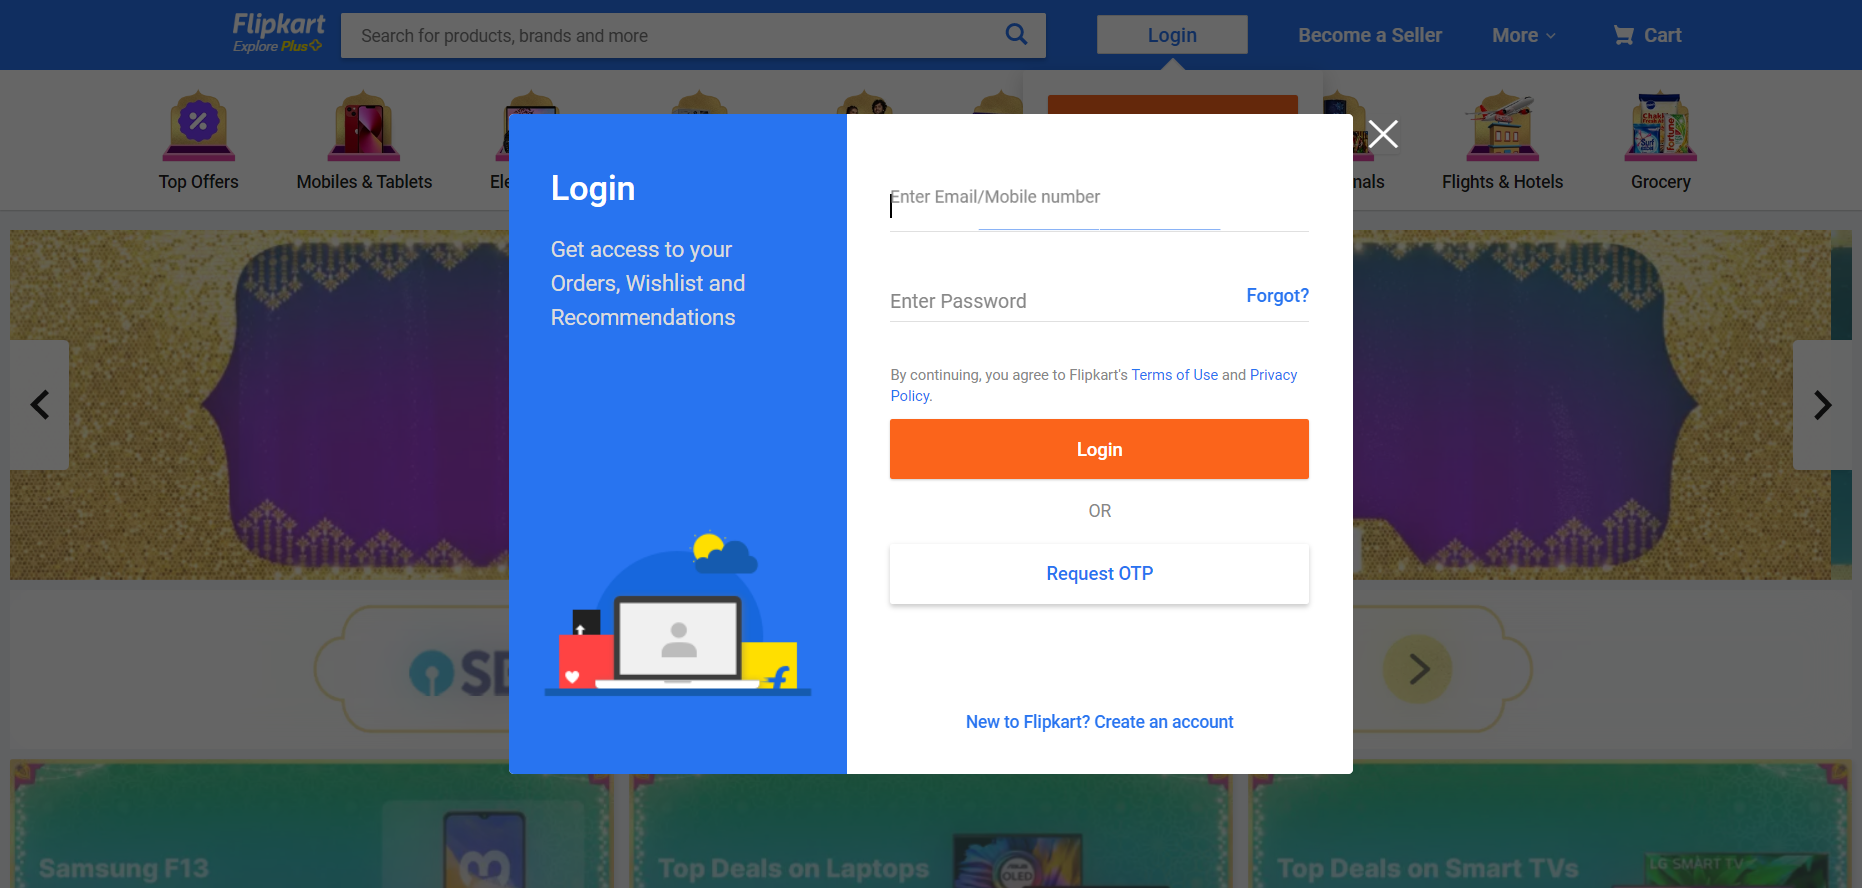 Flipkart
Explore Plus
Search for products, brands and more
Login
Become a Seller
More
Cart
Top Offers
Mobiles & Tablets
Flights & Hotels
Grocery
Login
Get access to your
Orders, Wishlist and
Recommendations
Enter Email/Mobile number
Enter Password
Forgot?
By continuing, you agree to Flipkart's Terms of Use and Privacy
Policy.
Login
OR
Request OTP
New to Flipkart? Create an account
Samsung F13
Top Deals on Laptops
OLED
Top Deals on Smart TVs
LG SMART TV